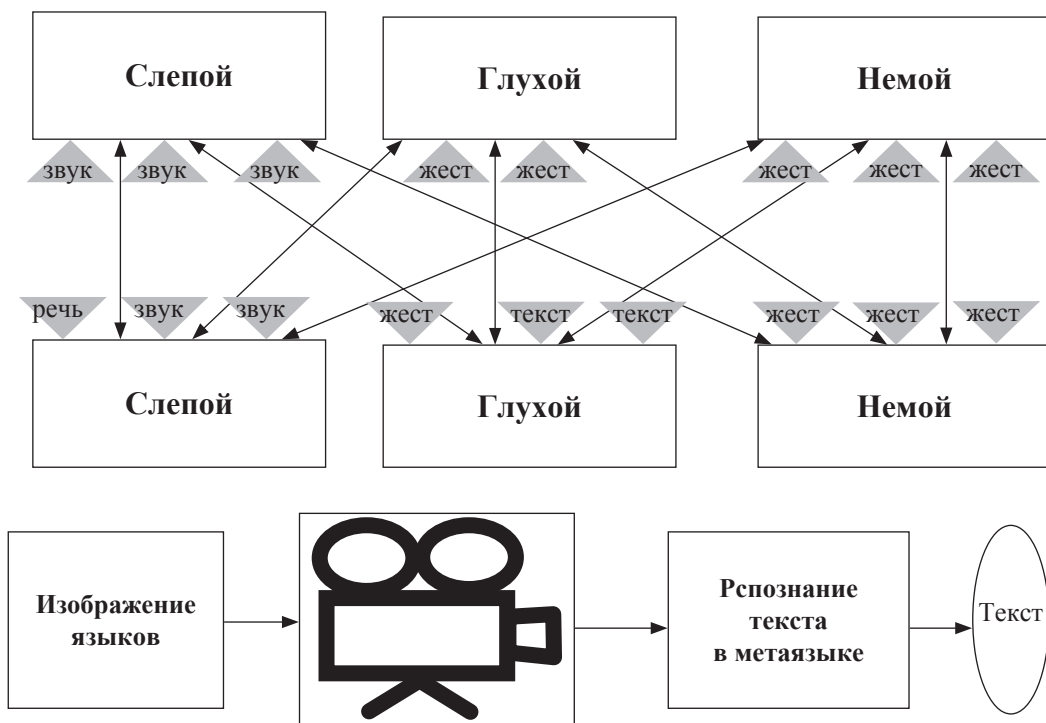 Слепой
Глухой
Немой
звук звук звук жест жест жест жест жест
речь звук звук жест текст текст жест жест жест
Слепой
Глухой
Немой
Изображение
языков
Рспознание
текста
в метаязыке
Текст